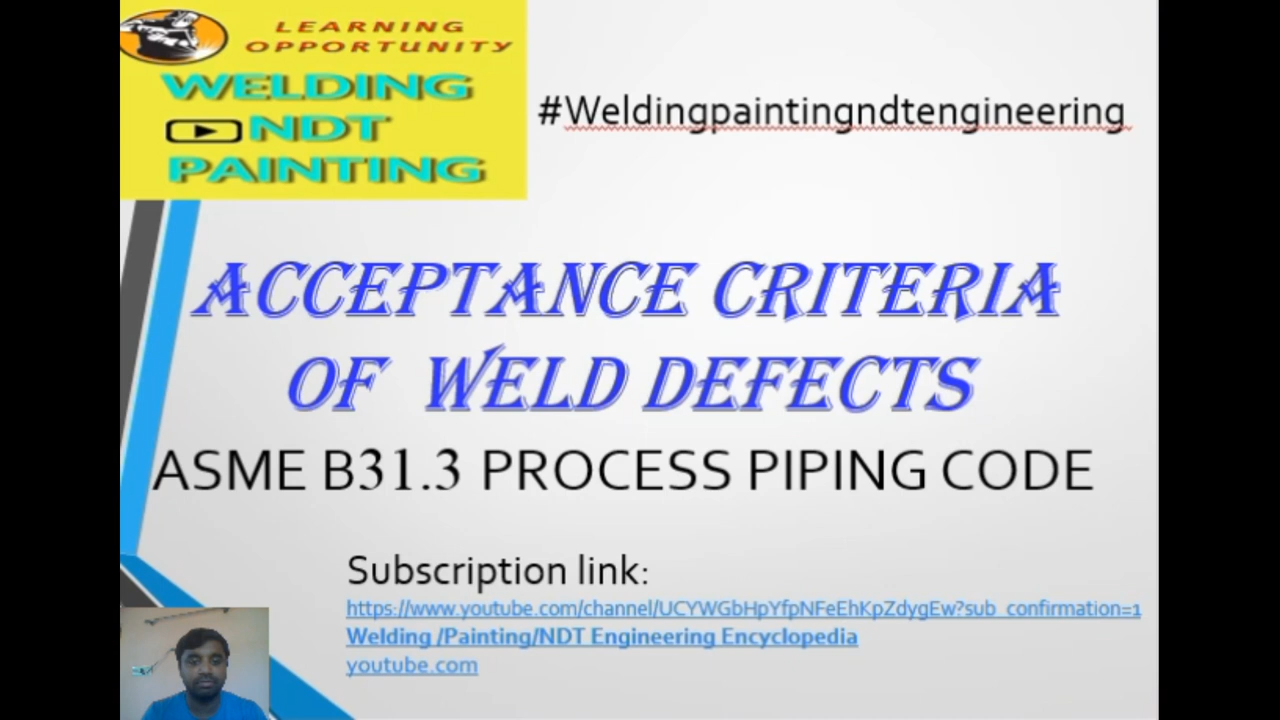 LEARNING
OPPORTUNITY
WELDING
NDT
PAINTING
#Weldingpaintingndtengineering
ACCEPTANCE CRITERIA
OF WELD DEFECTS
ASME B31.3 PROCESS PIPING CODE
Subscription link:
https://www.youtube.com/channel/UCYWGbHpYfpNFeEhKpZdygEw?sub_confirmation=1
Welding /Painting/NDT Engineering Encyclopedia
youtube.com